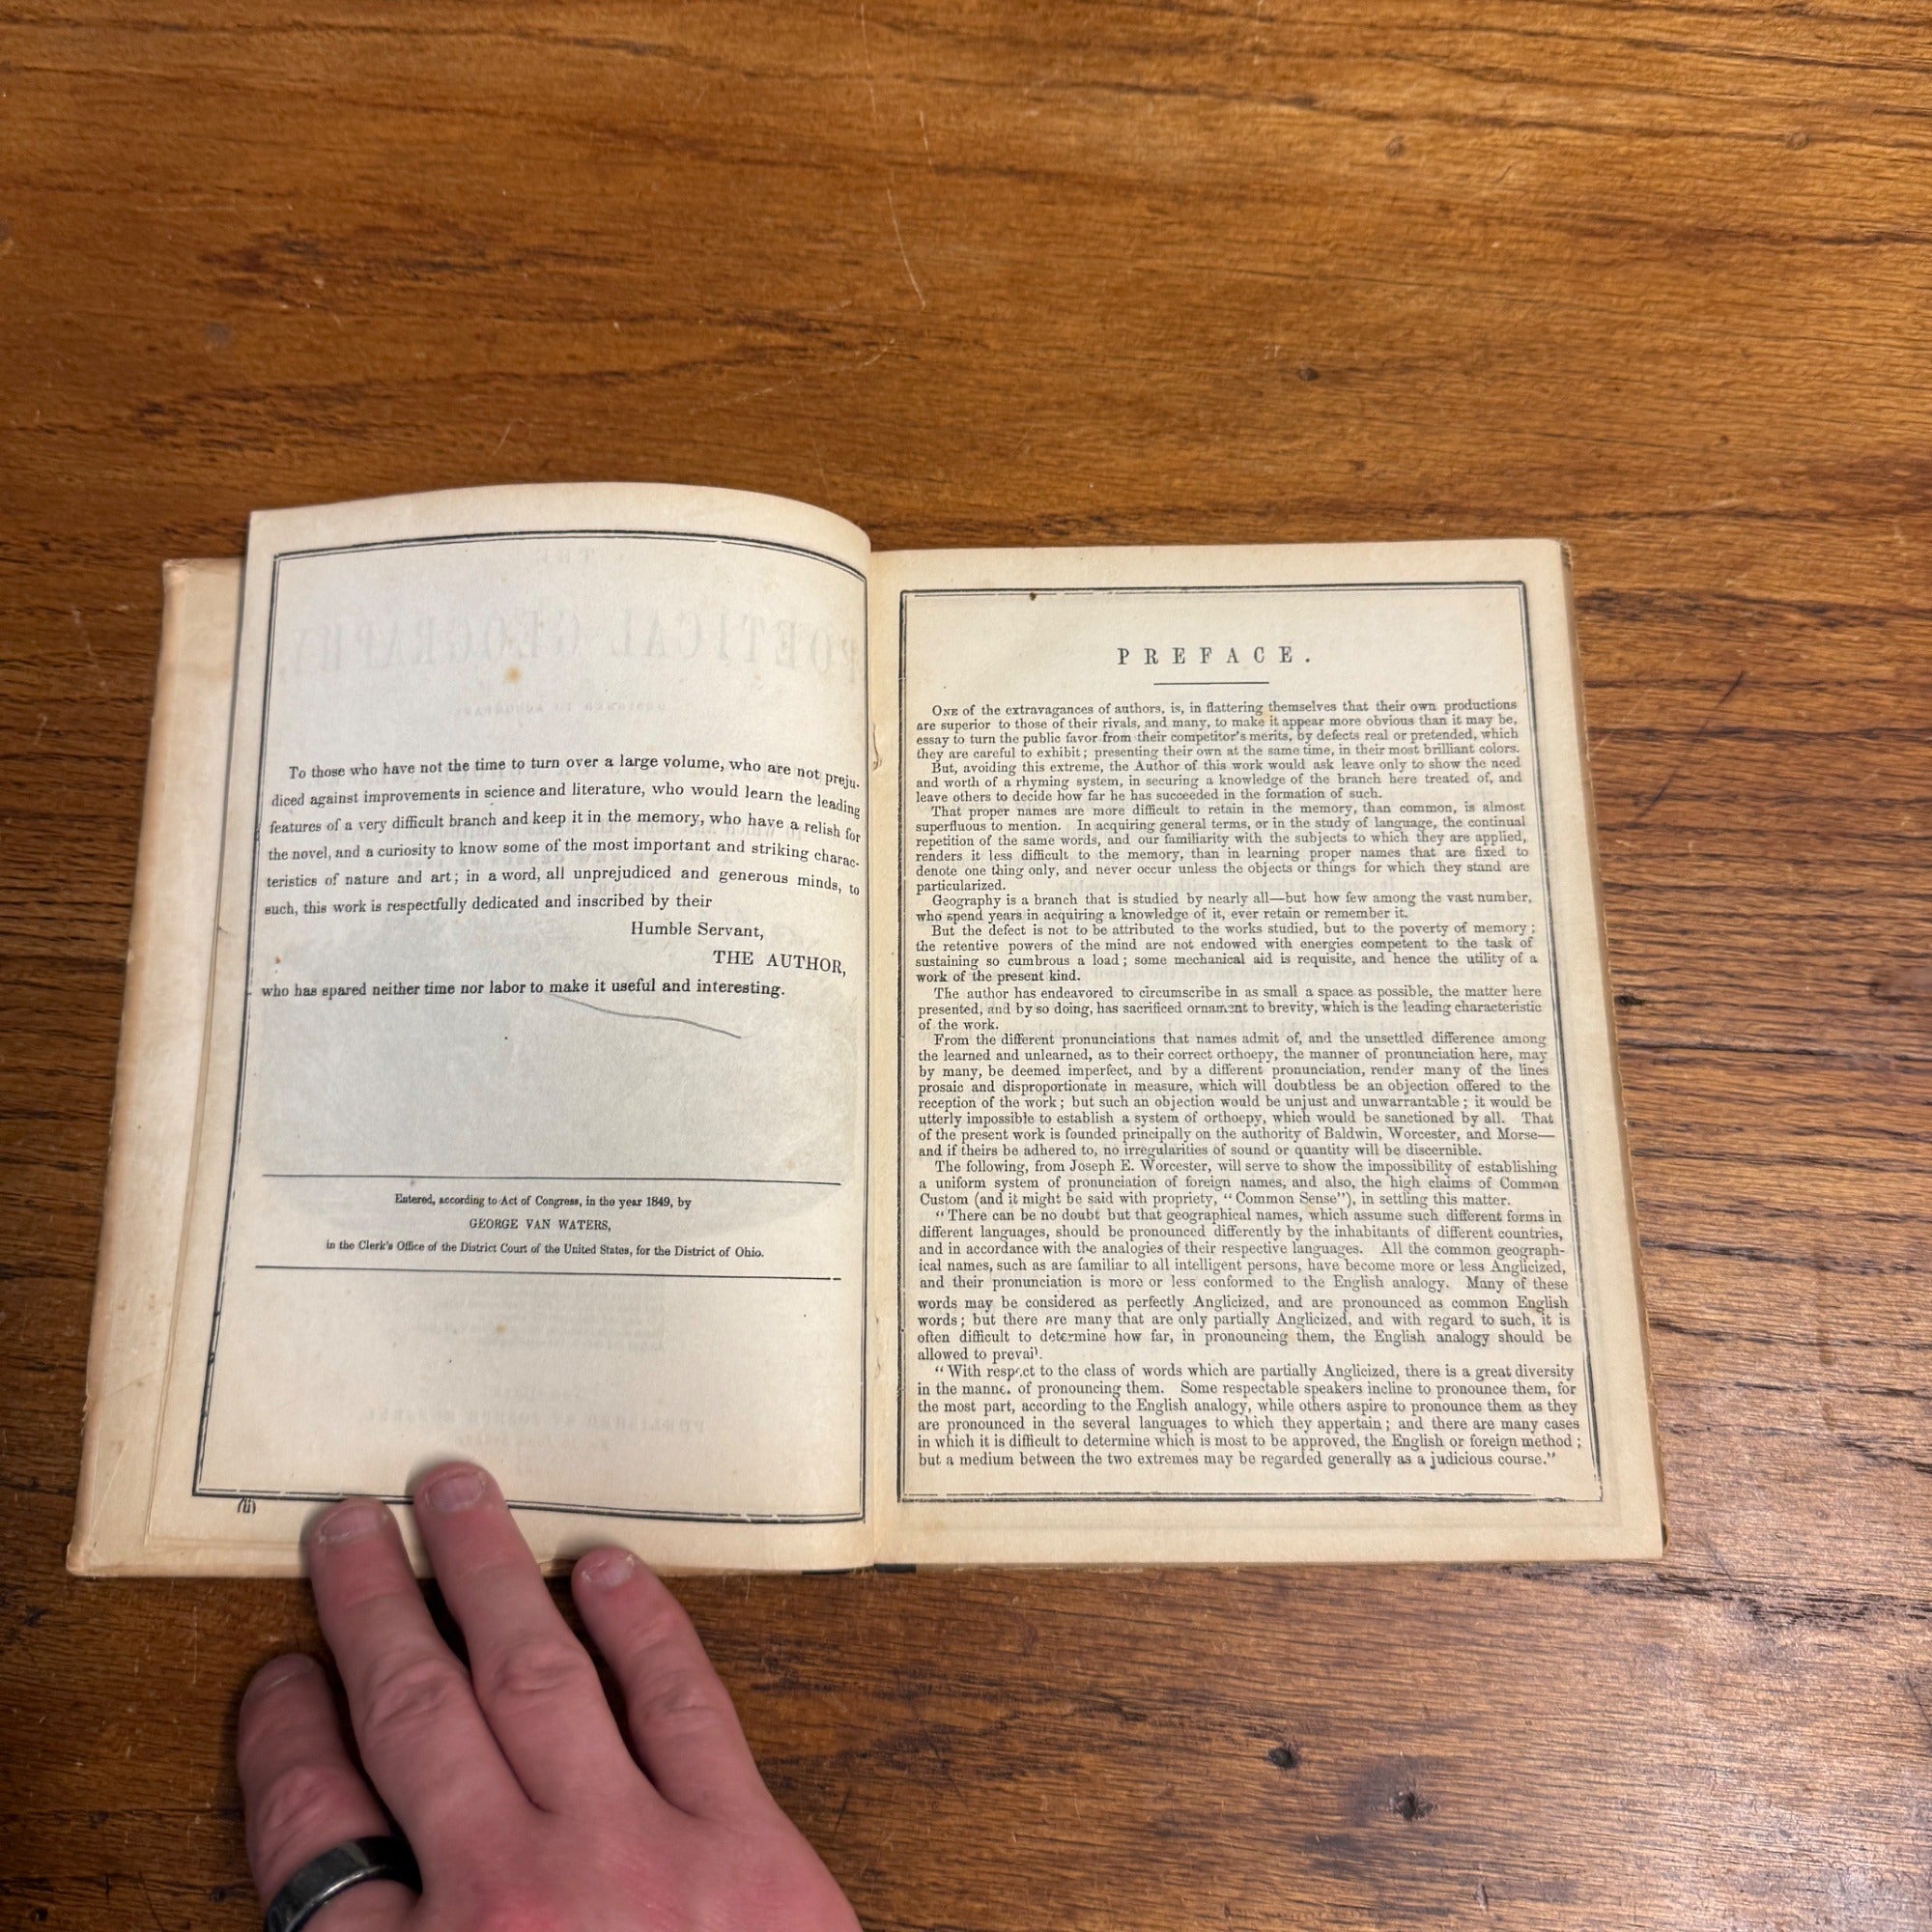 To those who have not the time to turn over a large volume, who are not preju-
diced against improvements in science and literature, who would learn the leading
features of a very difficult branch and keep it in the memory, who have a relish for
the novel, and a curiosity to know some of the most important and striking charac-
teristics of nature and art; in a word, all unprejudiced and generous minds, to
such, this work is respectfully dedicated and inscribed by their
Humble Servant,
THE AUTHOR,
who has spared neither time nor labor to make it useful and interesting.
Entered, according to Act of Congress, in the year 1849, by
GEORGE VAN WATERS,
in the Clerk's Office of the District Court of the United States, for the District of Ohio.
(ii)
PREFACE.
ONE of the extravagances of authors, is, in flattering themselves that their own productions
are superior to those of their rivals, and many, to make it appear more obvious than it may be,
essay to turn the public favor from their competitor's merits, by defects real or pretended, which
they are careful to exhibit; presenting their own at the same time, in their most brilliant colors.
But, avoiding this extreme, the Author of this work would ask leave only to show the need
and worth of a rhyming system, in securing a knowledge of the branch here treated of, and
leave others to decide how far he has succeeded in the formation of such.
That proper names are more difficult to retain in the memory, than common, is almost
superfluous to mention. In acquiring general terms, or in the study of language, the continual
repetition of the same words, and our familiarity with the subjects to which they are applied,
renders it less difficult to the memory, than in learning proper names that are fixed to
denote one thing only, and never occur unless the objects or things for which they stand are
particularized.
Geography is a branch that is studied by nearly all—but how few among the vast number,
who spend years in acquiring a knowledge of it, ever retain or remember it.
But the defect is not to be attributed to the works studied, but to the poverty of memory;
the retentive powers of the mind are not endowed with energies competent to the task of
sustaining so cumbrous a load; some mechanical aid is requisite, and hence the utility of a
work of the present kind.
The author has endeavored to circumscribe in as small a space as possible, the matter here
presented, and by so doing, has sacrificed ornament to brevity, which is the leading characteristic
of the work.
From the different pronunciations that names admit of, and the unsettled difference among
the learned and unlearned, as to their correct orthoepy, the manner of pronunciation here, may
by many, be deemed imperfect, and by a different pronunciation, render many of the lines
prosaic and disproportionate in measure, which will doubtless be an objection offered to the
reception of the work; but such an objection would be unjust and unwarrantable; it would be
utterly impossible to establish a system of orthoepy, which would be sanctioned by all. That
of the present work is founded principally on the authority of Baldwin, Worcester, and Morse—
and if theirs be adhered to, no irregularities of sound or quantity will be discernible.
The following, from Joseph E. Worcester, will serve to show the impossibility of establishing
a uniform system of pronunciation of foreign names, and also, the high claims of Common
Custom (and it might be said with propriety, "Common Sense"), in settling this matter.
"There can be no doubt but that geographical names, which assume such different forms in
different languages, should be pronounced differently by the inhabitants of different countries,
and in accordance with the analogies of their respective languages. All the common geograph-
ical names, such as are familiar to all intelligent persons, have become more or less Anglicized,
and their pronunciation is more or less conformed to the English analogy. Many of these
words may be considered as perfectly Anglicized, and are pronounced as common English
words; but there are many that are only partially Anglicized, and with regard to such, it is
often difficult to determine how far, in pronouncing them, the English analogy should be
allowed to prevail.
"With respect to the class of words which are partially Anglicized, there is a great diversity
in the manne. of pronouncing them. Some respectable speakers incline to pronounce them, for
the most part, according to the English analogy, while others aspire to pronounce them as they
are pronounced in the several languages to which they appertain; and there are many cases
in which it is difficult to determine which is most to be approved, the English or foreign method;
but a medium between the two extremes may be regarded generally as a judicious course."